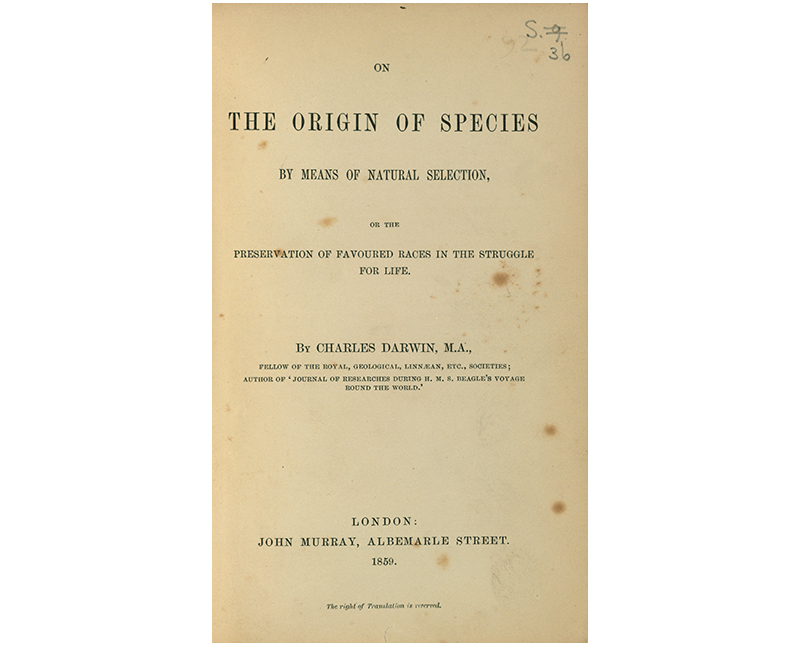 S. 9
36
ON
THE ORIGIN OF SPECIES
BY MEANS OF NATURAL SELECTION,
OR THE
PRESERVATION OF FAVOURED RACES IN THE STRUGGLE
FOR LIFE.
By CHARLES DARWIN, M.A.,
FELLOW OF THE ROYAL, GEOLOGICAL, LINNÆAN, ETC., SOCIETIES;
AUTHOR OF 'JOURNAL OF RESEARCHES DURING H. M. S. BEAGLE'S VOYAGE
ROUND THE WORLD.'
LONDON:
JOHN MURRAY, ALBEMARLE STREET.
1859.
The right of Translation is reserved.